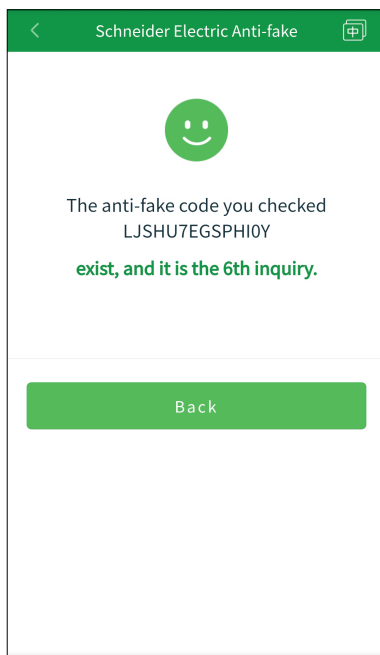 Schneider Electric Anti-fake
中
The anti-fake code you checked
LJSHU7EGSPHI0Y
exist, and it is the 6th inquiry.
Back